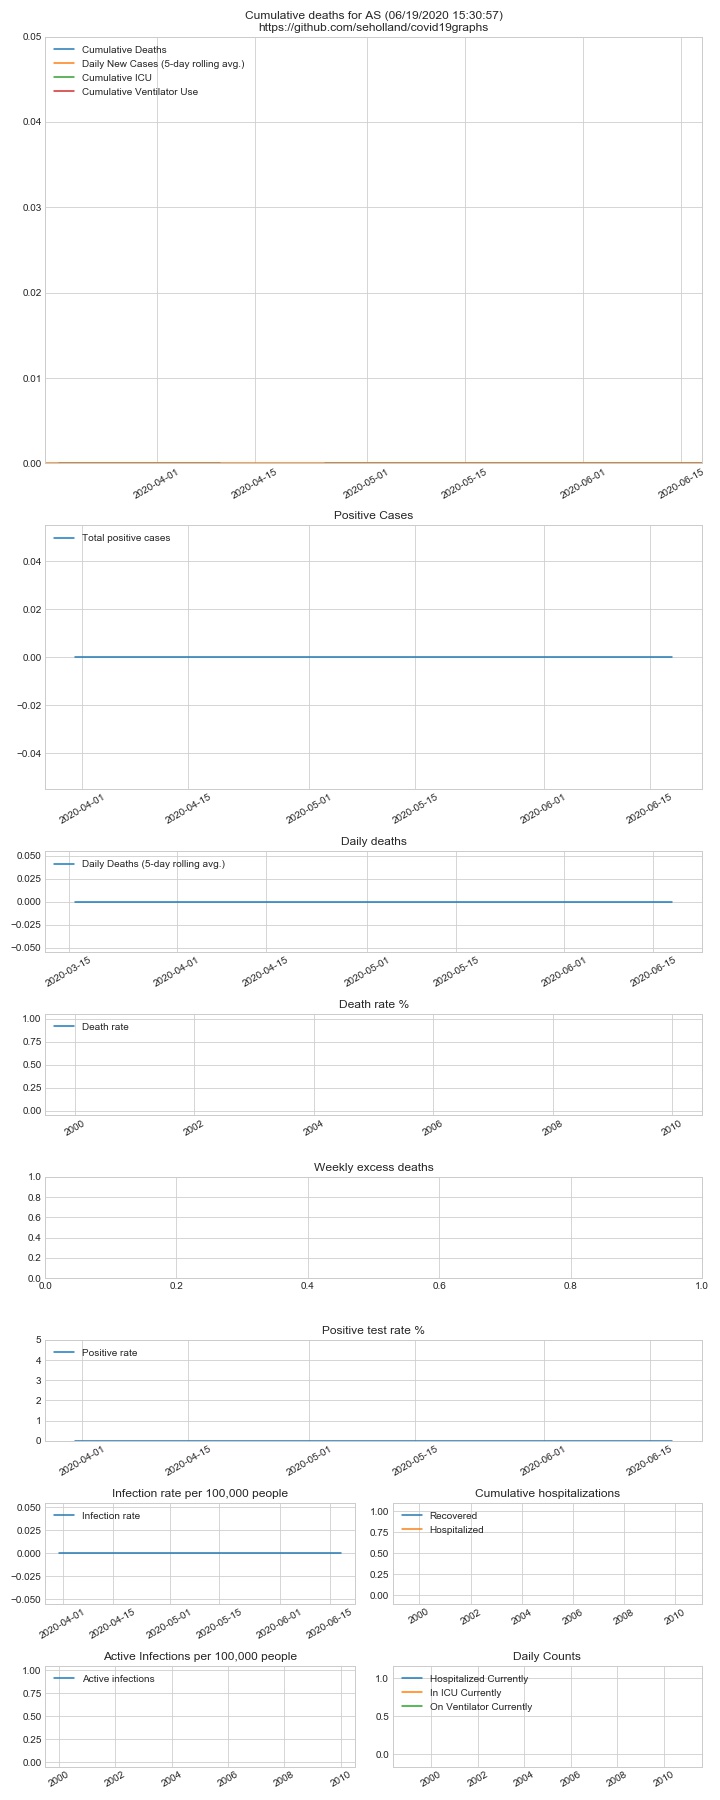 Cumulative deaths for AS (06/19/2020 15:30:57)
https://github.com/seholland/covid19graphs
Cumulative Deaths
Daily New Cases (5-day rolling avg.)
Cumulative ICU
Cumulative Ventilator Use
0.05
0.04
0.03
0.02
0.01
0.00
2020-04-01 2020-04-15 2020-05-01 2020-05-15 2020-06-01 2020-06-15
Positive Cases
Total positive cases
0.04
0.02
0.00
−0.02
−0.04
2020-04-01 2020-04-15 2020-05-01 2020-05-15 2020-06-01 2020-06-15
Daily deaths
Daily Deaths (5-day rolling avg.)
0.050
0.025
0.000
−0.025
−0.050
2020-03-15 2020-04-01 2020-04-15 2020-05-01 2020-05-15 2020-06-01 2020-06-15
Death rate %
Death rate
1.00
0.75
0.50
0.25
0.00
2000 2002 2004 2006 2008 2010
Weekly excess deaths
1.0
0.8
0.6
0.4
0.2
0.0
0.0 0.2 0.4 0.6 0.8 1.0
Positive test rate %
Positive rate
5
4
3
2
1
0
2020-04-01 2020-04-15 2020-05-01 2020-05-15 2020-06-01 2020-06-15
Infection rate per 100,000 people
Infection rate
0.050
0.025
0.000
−0.025
−0.050
2020-04-01 2020-04-15 2020-05-01 2020-05-15 2020-06-01 2020-06-15
Cumulative hospitalizations
Recovered
Hospitalized
1.00
0.75
0.50
0.25
0.00
2000 2002 2004 2006 2008 2010
Active Infections per 100,000 people
Active infections
1.00
0.75
0.50
0.25
0.00
2000 2002 2004 2006 2008 2010
Daily Counts
Hospitalized Currently
In ICU Currently
On Ventilator Currently
1.0
0.5
0.0
2000 2002 2004 2006 2008 2010